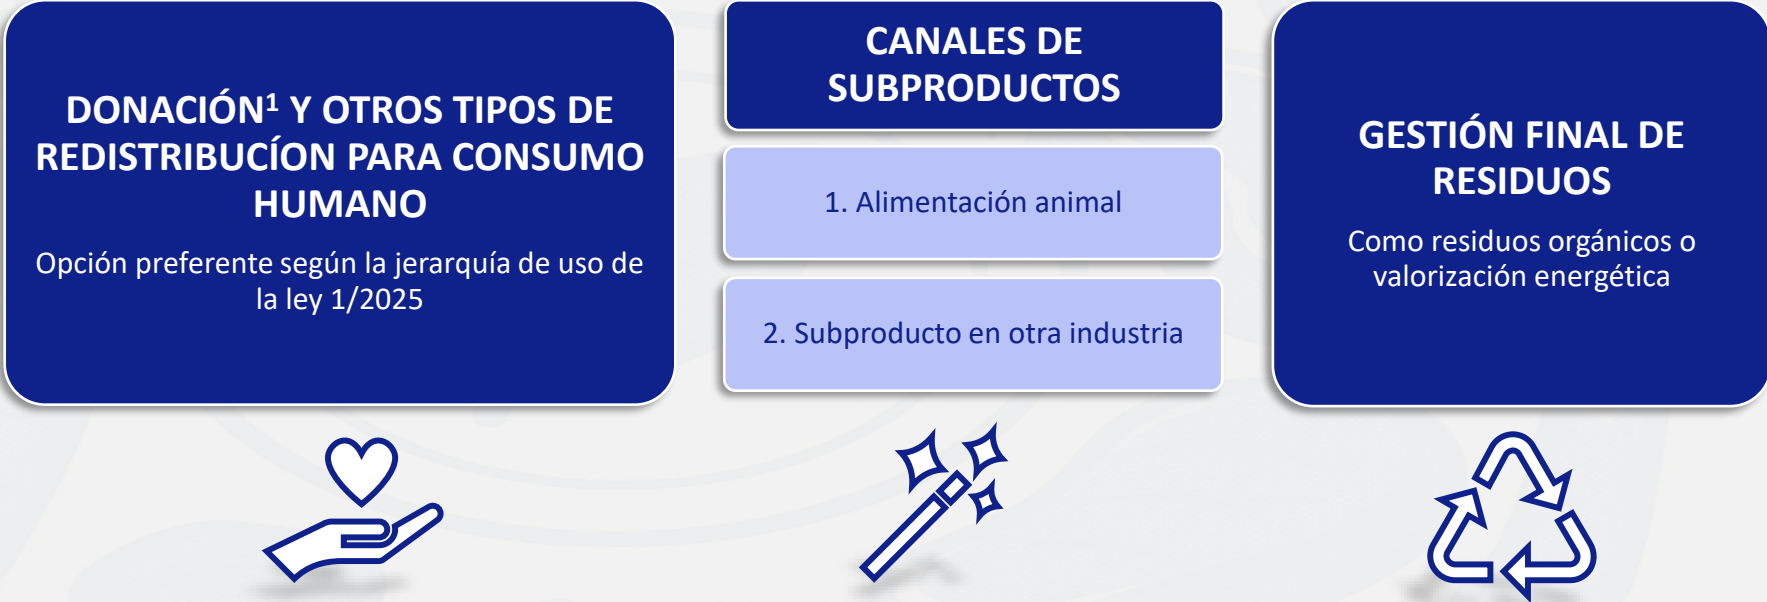 DONACIÓN¹ Y OTROS TIPOS DE
REDISTRIBUCÍON PARA CONSUMO
HUMANO
Opción preferente según la jerarquía de uso de
la ley 1/2025
CANALES DE
SUBPRODUCTOS
1. Alimentación animal
2. Subproducto en otra industria
GESTIÓN FINAL DE
RESIDUOS
Como residuos orgánicos o
valorización energética